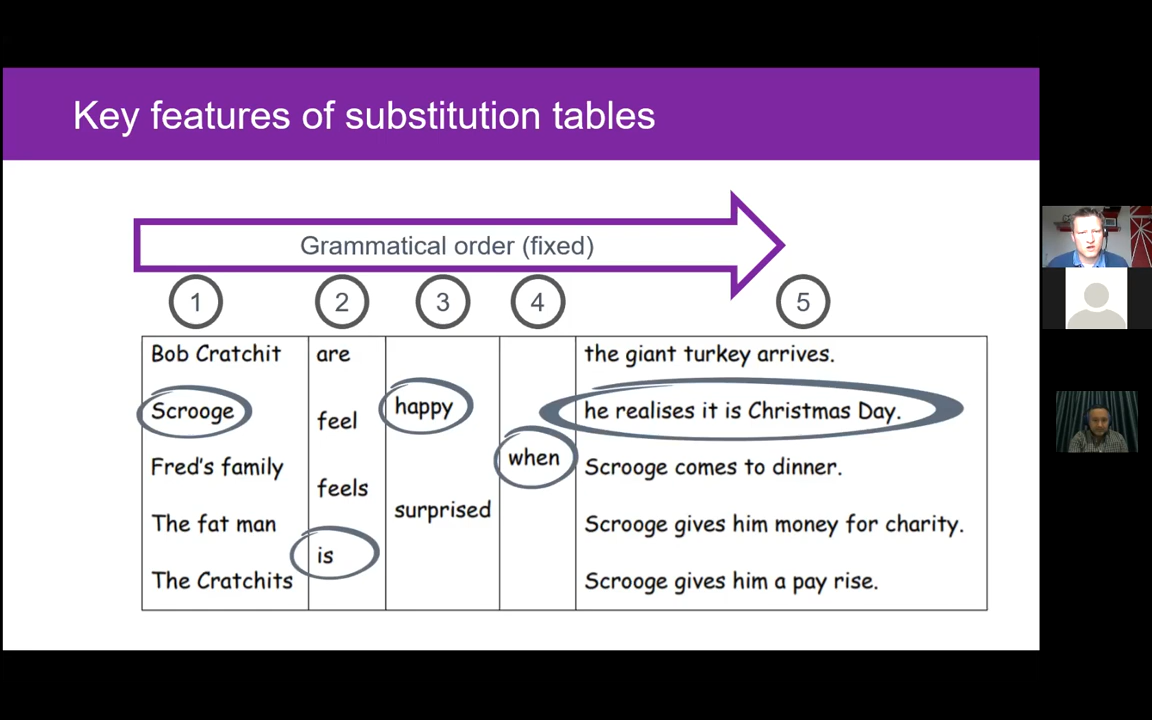 Key features of substitution tables
Grammatical order (fixed)
1 2 3 4 5
Bob Cratchit are the giant turkey arrives.
Scrooge feel happy he realises it is Christmas Day.
Fred's family feels when Scrooge comes to dinner.
The fat man is surprised Scrooge gives him money for charity.
The Cratchits Scrooge gives him a pay rise.